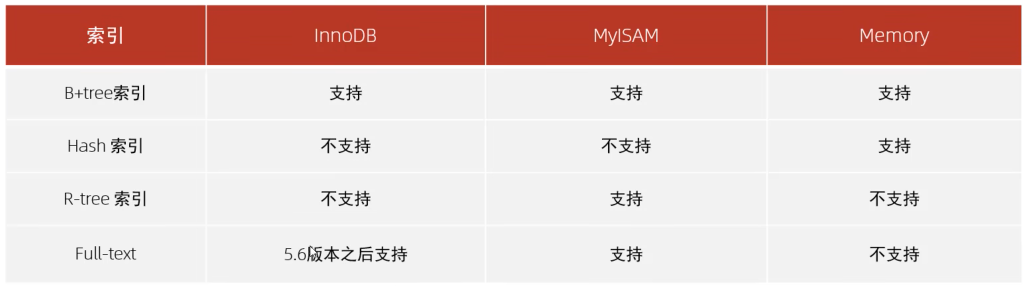 索引 InnoDB MyISAM Memory
B+tree索引 支持 支持 支持
Hash 索引 不支持 不支持 支持
R-tree 索引 不支持 支持 不支持
Full-text 5.6版本之后支持 支持 不支持